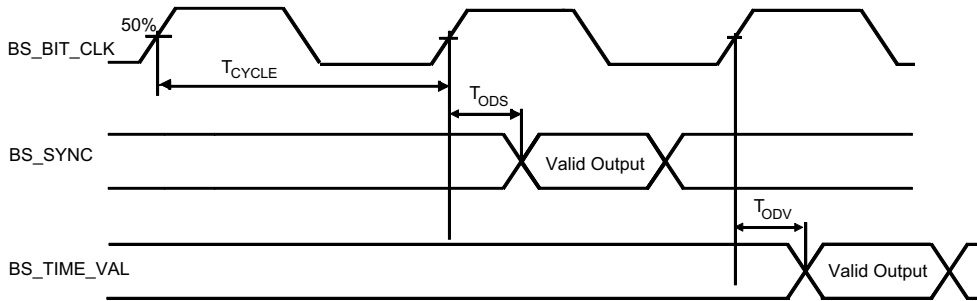 50%
BS_BIT_CLK
TCYCLE
TODS
BS_SYNC
Valid Output
TODV
BS_TIME_VAL
Valid Output